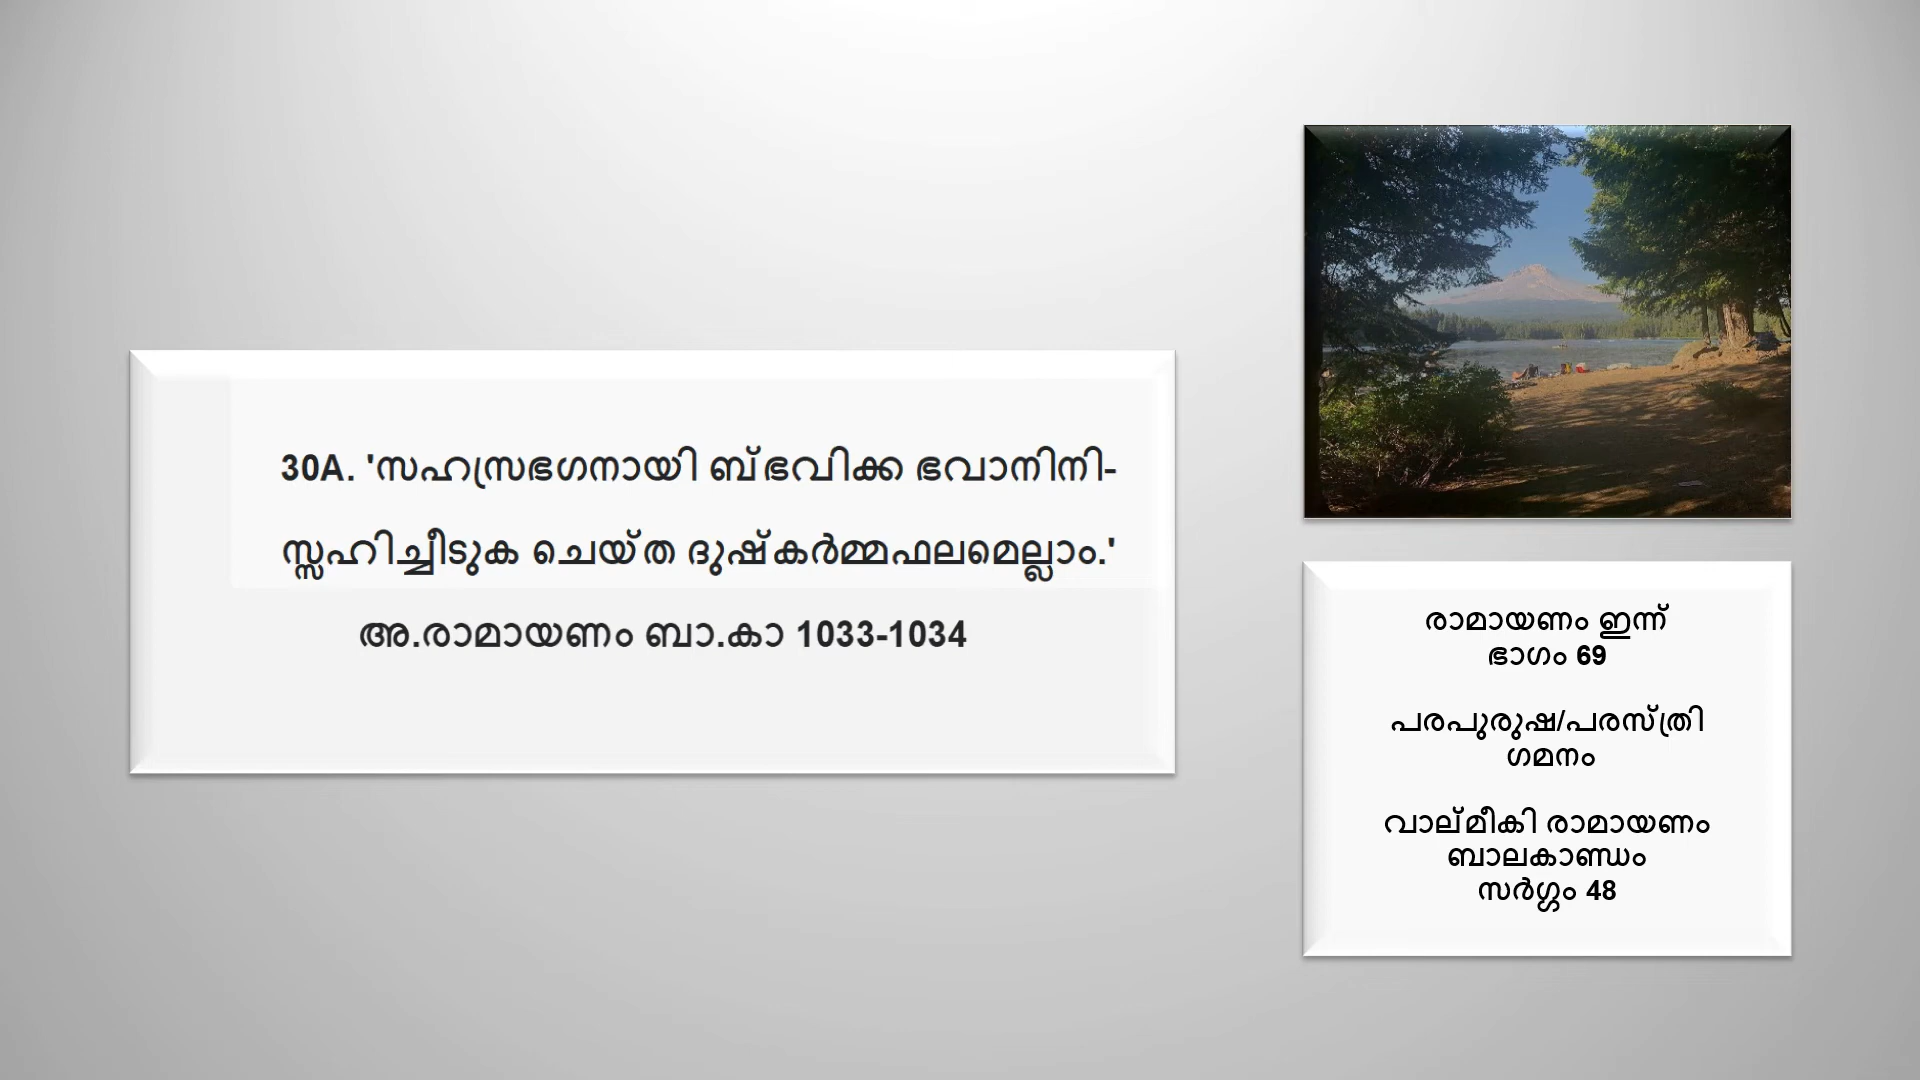 30A. 'സഹസ്രഭഗനായി ബ്ഭവിക്ക ഭവാനിനി-
സ്സഹിച്ചീടുക ചെയ്ത ദുഷ്കർമ്മഫലമെല്ലാം.'
അ.രാമായണം ബാ.കാ 1033-1034
രാമായണം ഇന്ന്
ഭാഗം 69
പരപുരുഷ/പരസ്ത്രി
ഗമനം
വാല്മീകി രാമായണം
ബാലകാണ്ഡം
സർഗ്ഗം 48